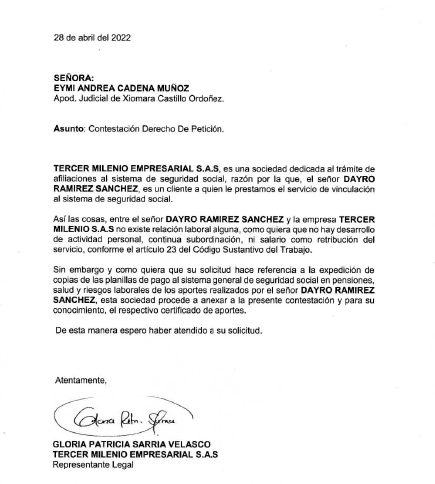 28 de abril del 2022
SEÑORA:
EYMI ANDREA CADENA MUÑOZ
Apod. Judicial de Xiomara Castillo Ordoñez.
Asunto: Contestación Derecho De Petición.
TERCER MILENIO EMPRESARIAL S.A.S, es una sociedad dedicada al trámite de
afiliaciones al sistema de seguridad social, razón por la que, el señor DAYRO
RAMIREZ SANCHEZ, es un cliente a quien le prestamos el servicio de vinculación
al sistema de seguridad social.
Así las cosas, entre el señor DAYRO RAMIREZ SANCHEZ y la empresa TERCER
MILENIO S.A.S no existe relación laboral alguna, como quiera que no hay desarrollo
de actividad personal, continua subordinación, ni salario como retribución del
servicio, conforme el artículo 23 del Código Sustantivo del Trabajo.
Sin embargo y como quiera que su solicitud hace referencia a la expedición de
copias de las planillas de pago al sistema general de seguridad social en pensiones,
salud y riesgos laborales de los aportes realizados por el señor DAYRO RAMIREZ
SANCHEZ, esta sociedad procede a anexar a la presente contestación y para su
conocimiento, el respectivo certificado de aportes.
De esta manera espero haber atendido a su solicitud.
Atentamente,
GLORIA PATRICIA SARRIA VELASCO
TERCER MILENIO EMPRESARIAL S.A.S
Representante Legal